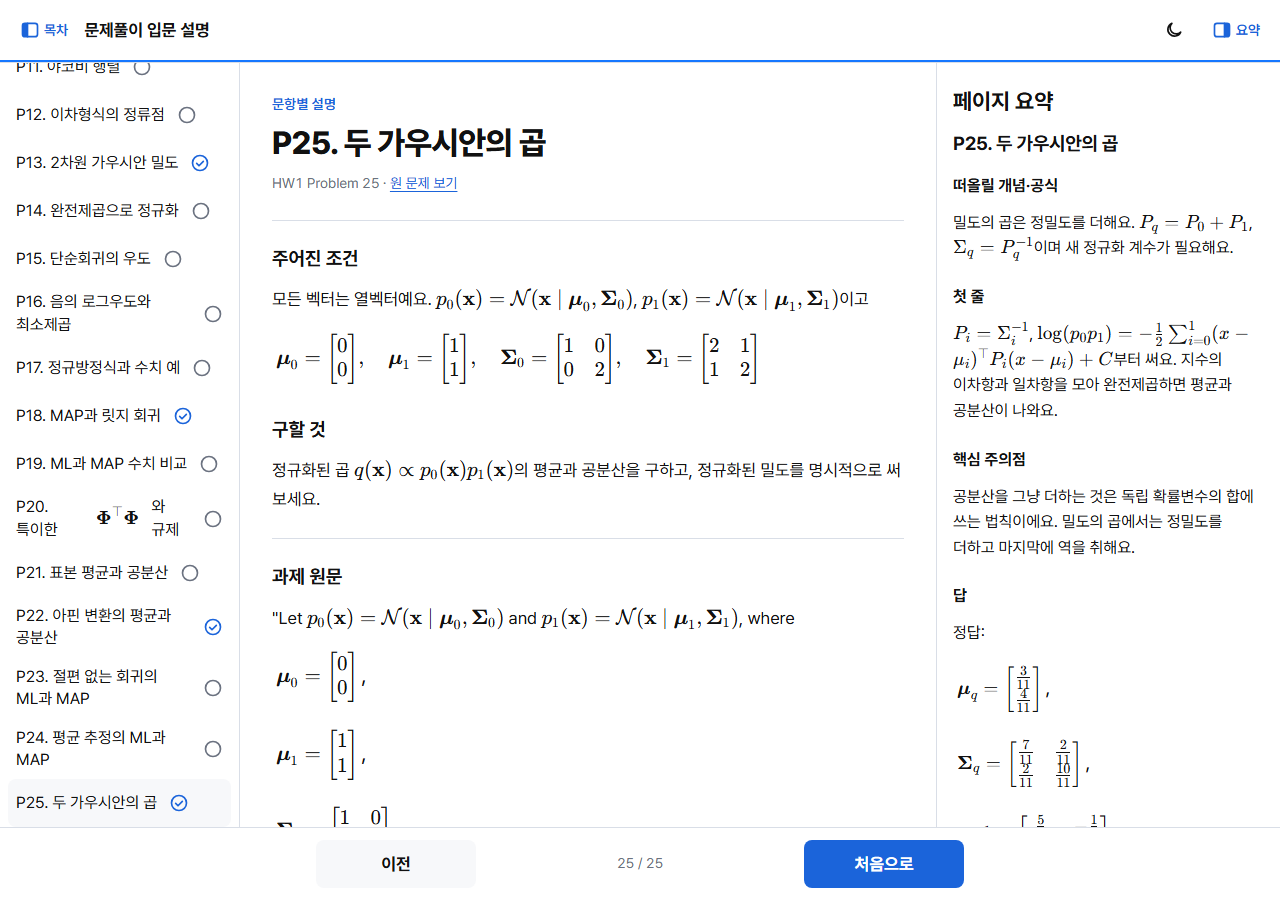 목차 문제풀이 입문 설명 요약
P11. 야코비 행렬
P12. 이차형식의 정류점
P13. 2차원 가우시안 밀도
P14. 완전제곱으로 정규화
P15. 단순회귀의 우도
P16. 음의 로그우도와
최소제곱
P17. 정규방정식과 수치 예
P18. MAP과 릿지 회귀
P19. ML과 MAP 수치 비교
P20.
특이한 Φ⊤Φ 와
규제
P21. 표본 평균과 공분산
P22. 아핀 변환의 평균과
공분산
P23. 절편 없는 회귀의
ML과 MAP
P24. 평균 추정의 ML과
MAP
P25. 두 가우시안의 곱
문항별 설명
P25. 두 가우시안의 곱
HW1 Problem 25 · 원 문제 보기
주어진 조건
모든 벡터는 열벡터예요. p₀(x) = 𝒩(x | μ₀, Σ₀), p₁(x) = 𝒩(x | μ₁, Σ₁)이고
μ₀ = [0; 0], μ₁ = [1; 1], Σ₀ = [1 0; 0 2], Σ₁ = [2 1; 1 2]
구할 것
정규화된 곱 q(x) ∝ p₀(x)p₁(x)의 평균과 공분산을 구하고, 정규화된 밀도를 명시적으로 써
보세요.
과제 원문
"Let p₀(x) = 𝒩(x | μ₀, Σ₀) and p₁(x) = 𝒩(x | μ₁, Σ₁), where
μ₀ = [0; 0],
μ₁ = [1; 1],
[1 0
페이지 요약
P25. 두 가우시안의 곱
떠올릴 개념·공식
밀도의 곱은 정밀도를 더해요. P_q = P₀ + P₁,
Σ_q = P_q⁻¹이며 새 정규화 계수가 필요해요.
첫 줄
P_i = Σ_i⁻¹, log(p₀p₁) = −1/2 ∑_{i=0}^{1}(x −
μ_i)⊤P_i(x − μ_i) + C부터 써요. 지수의
이차항과 일차항을 모아 완전제곱하면 평균과
공분산이 나와요.
핵심 주의점
공분산을 그냥 더하는 것은 독립 확률변수의 합에
쓰는 법칙이에요. 밀도의 곱에서는 정밀도를
더하고 마지막에 역을 취해요.
답
정답:
μ_q = [3/11; 4/11],
Σ_q = [7/11 2/11; 2/11 10/11],
이전 25 / 25 처음으로